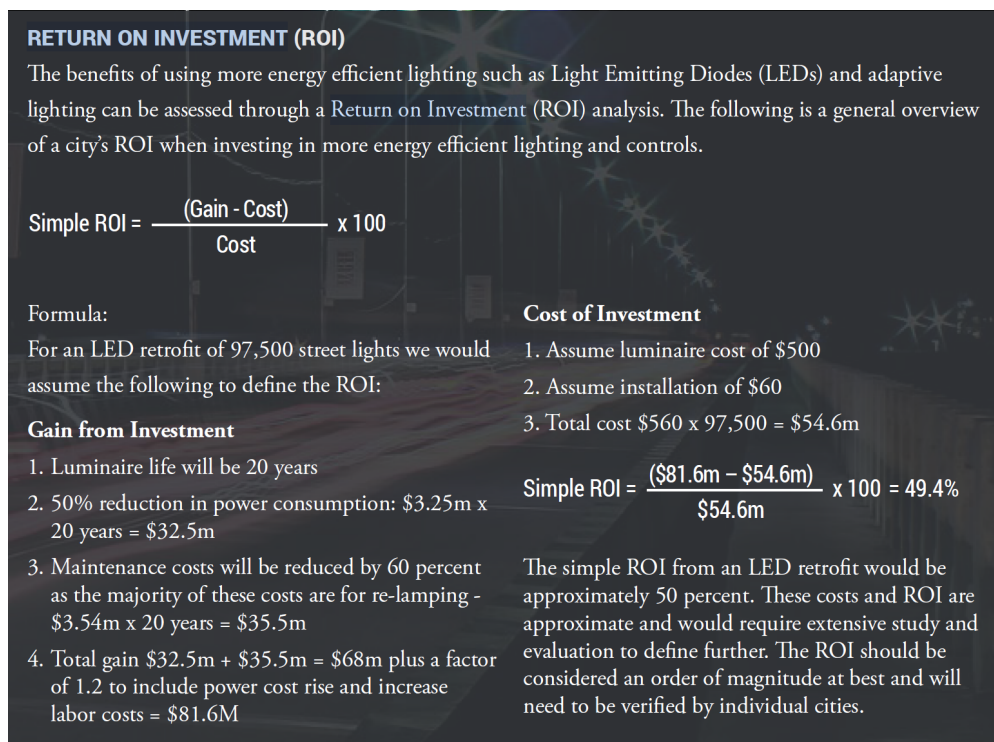 RETURN ON INVESTMENT (ROI)
The benefits of using more energy efficient lighting such as Light Emitting Diodes (LEDs) and adaptive
lighting can be assessed through a Return on Investment (ROI) analysis. The following is a general overview
of a city's ROI when investing in more energy efficient lighting and controls.
Simple ROI = (Gain - Cost) / Cost x 100
Formula:
For an LED retrofit of 97,500 street lights we would
assume the following to define the ROI:
Gain from Investment
1. Luminaire life will be 20 years
2. 50% reduction in power consumption: $3.25m x
20 years = $32.5m
3. Maintenance costs will be reduced by 60 percent
as the majority of these costs are for re-lamping -
$3.54m x 20 years = $35.5m
4. Total gain $32.5m + $35.5m = $68m plus a factor
of 1.2 to include power cost rise and increase
labor costs = $81.6M
Cost of Investment
1. Assume luminaire cost of $500
2. Assume installation of $60
3. Total cost $560 x 97,500 = $54.6m
Simple ROI = ($81.6m – $54.6m) / $54.6m x 100 = 49.4%
The simple ROI from an LED retrofit would be
approximately 50 percent. These costs and ROI are
approximate and would require extensive study and
evaluation to define further. The ROI should be
considered an order of magnitude at best and will
need to be verified by individual cities.